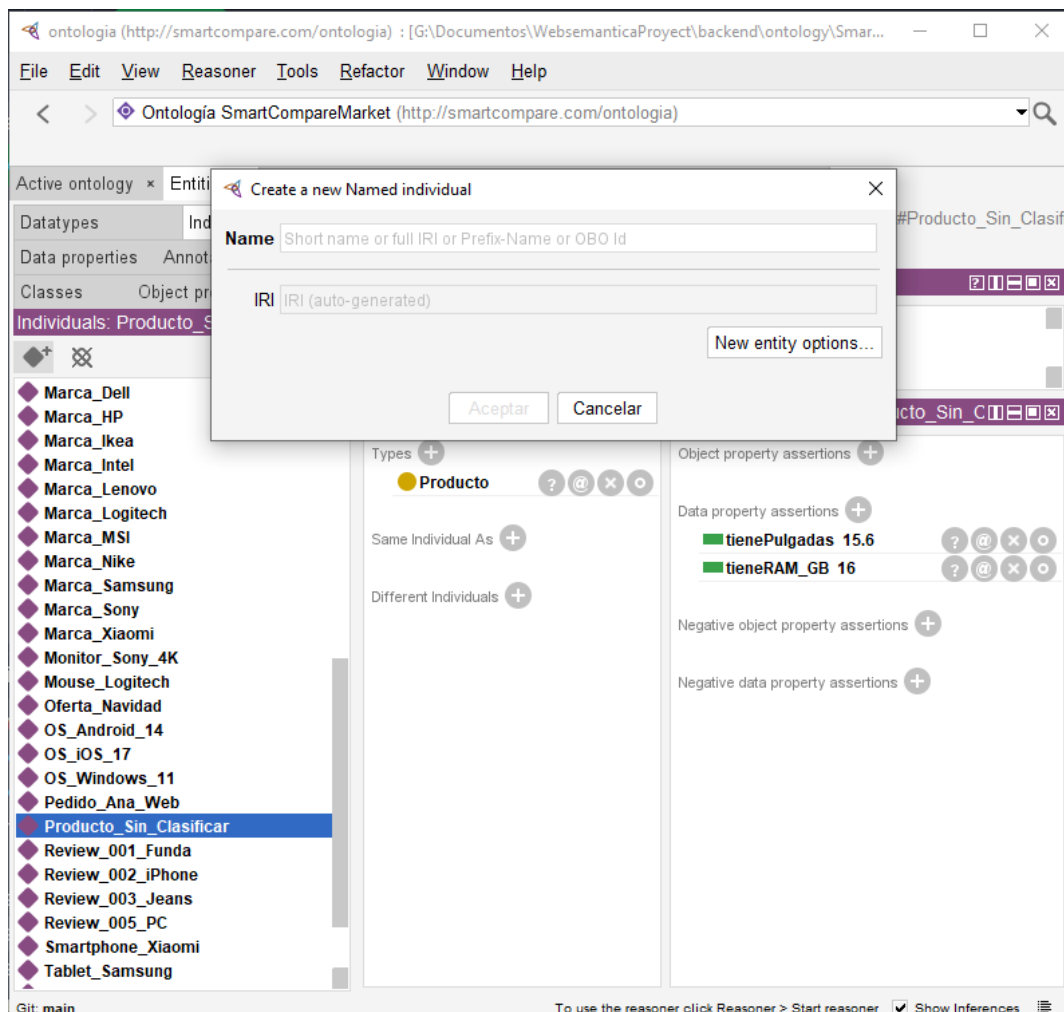 ontologia (http://smartcompare.com/ontologia) : [G:\Documentos\WebsemanticaProyect\backend\ontology\Smar...
File Edit View Reasoner Tools Refactor Window Help
Ontología SmartCompareMarket (http://smartcompare.com/ontologia)
Active ontology × Entiti
Create a new Named individual
Datatypes Ind
#Producto_Sin_Clasif
Name Short name or full IRI or Prefix-Name or OBO Id
Data properties Annot
Classes Object pr
IRI IRI (auto-generated)
Individuals: Producto_S
New entity options...
Aceptar Cancelar
ucto_Sin_C
Marca_Dell
Marca_HP
Marca_Ikea
Marca_Intel
Marca_Lenovo
Marca_Logitech
Marca_MSI
Marca_Nike
Marca_Samsung
Marca_Sony
Marca_Xiaomi
Monitor_Sony_4K
Mouse_Logitech
Oferta_Navidad
OS_Android_14
OS_iOS_17
OS_Windows_11
Pedido_Ana_Web
Producto_Sin_Clasificar
Review_001_Funda
Review_002_iPhone
Review_003_Jeans
Review_005_PC
Smartphone_Xiaomi
Tablet_Samsung
Types
Producto
Same Individual As
Different Individuals
Object property assertions
Data property assertions
tienePulgadas 15.6
tieneRAM_GB 16
Negative object property assertions
Negative data property assertions
Git: main
To use the reasoner click Reasoner > Start reasoner Show Inferences